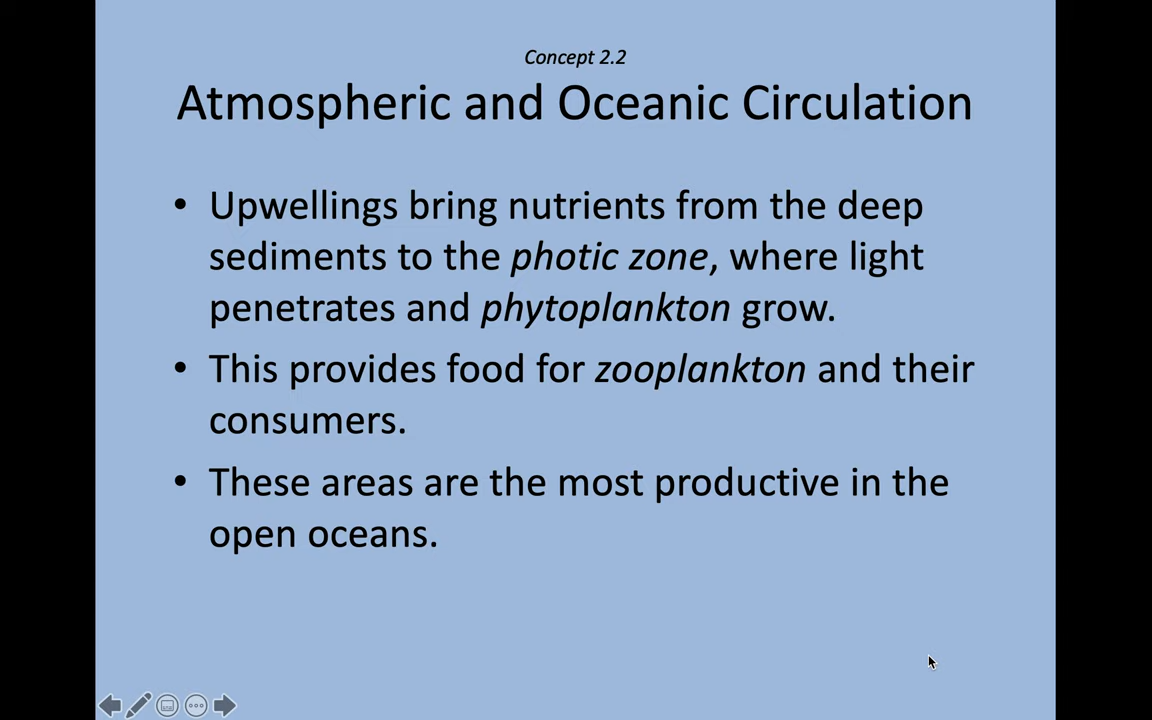 Concept 2.2
Atmospheric and Oceanic Circulation
• Upwellings bring nutrients from the deep
sediments to the photic zone, where light
penetrates and phytoplankton grow.
• This provides food for zooplankton and their
consumers.
• These areas are the most productive in the
open oceans.